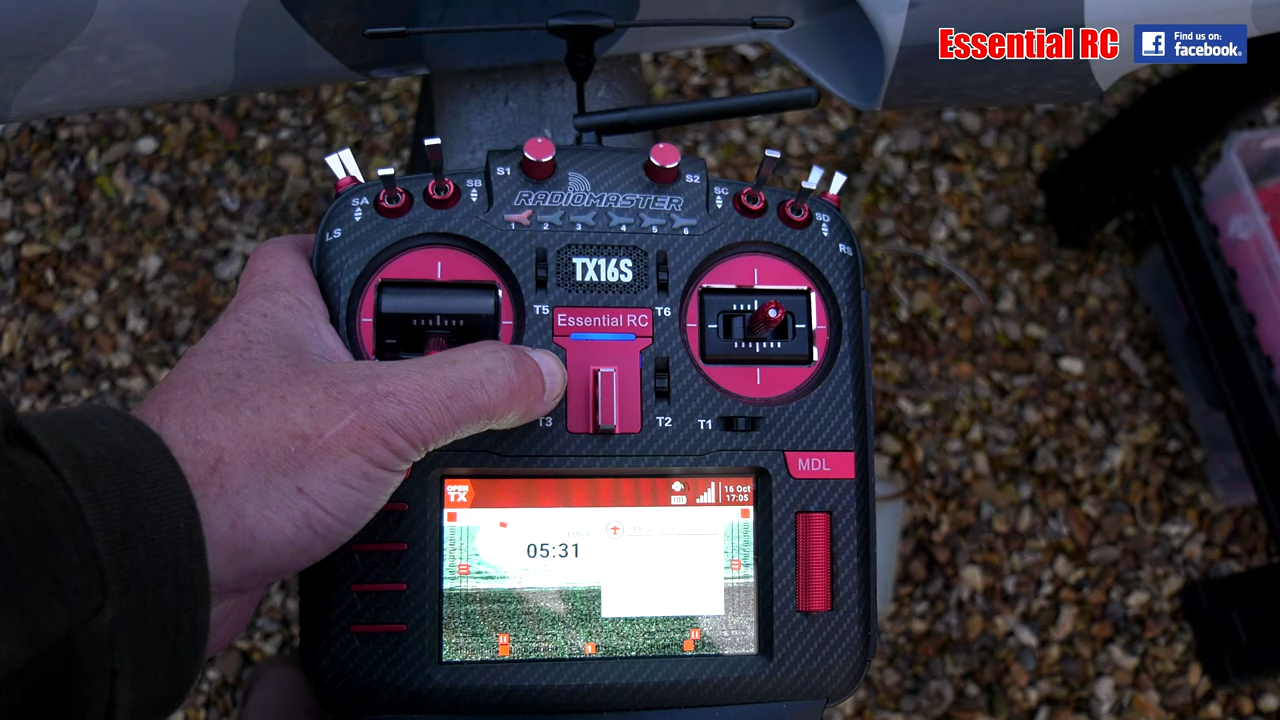 Essential RC
Find us on:
facebook.
S1
S2
SA
SB
SC
SD
LS
RS
RADIOMASTER
1 2 3 4 5 6
TX16S
T5
T6
Essential RC
T3
T2
T1
MDL
OPEN
TX
16 Oct
17:05
05:31